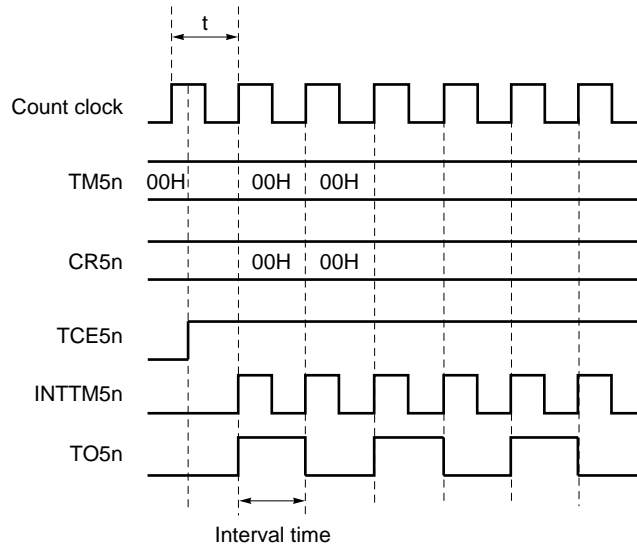 t
Count clock
TM5n 00H 00H 00H
CR5n 00H 00H
TCE5n
INTTM5n
TO5n
Interval time